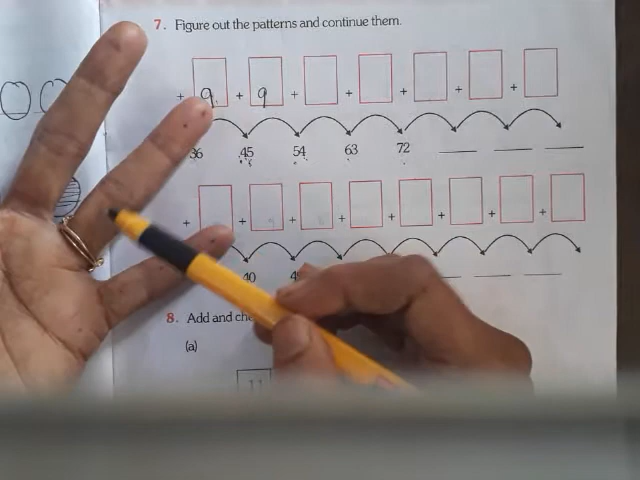 7. Figure out the patterns and continue them.
+ 9 + 9 + + + + +
36 45 54 63 72
+ + + + + + + +
40
8. Add and
(a)
11